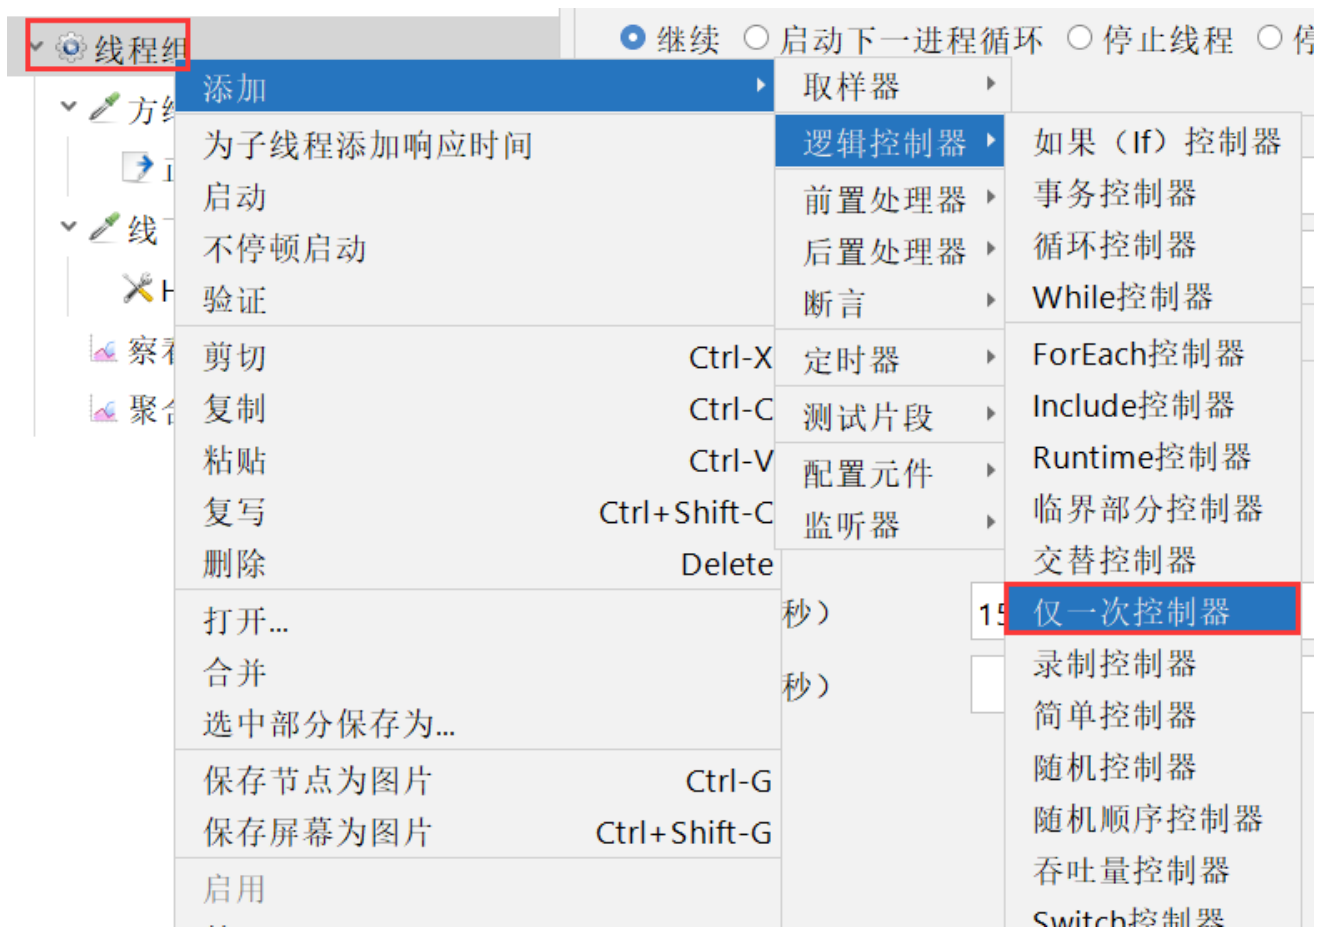 线程组
继续 启动下一进程循环 停止线程
方
线
H
察看
聚合
添加
为子线程添加响应时间
启动
不停顿启动
验证
剪切 Ctrl-X
复制 Ctrl-C
粘贴 Ctrl-V
复写 Ctrl+Shift-C
删除 Delete
打开...
合并
选中部分保存为...
保存节点为图片 Ctrl-G
保存屏幕为图片 Ctrl+Shift-G
启用
取样器
逻辑控制器
前置处理器
后置处理器
断言
定时器
测试片段
配置元件
监听器
秒） 15
秒）
如果（If）控制器
事务控制器
循环控制器
While控制器
ForEach控制器
Include控制器
Runtime控制器
临界部分控制器
交替控制器
仅一次控制器
录制控制器
简单控制器
随机控制器
随机顺序控制器
吞吐量控制器
Switch控制器